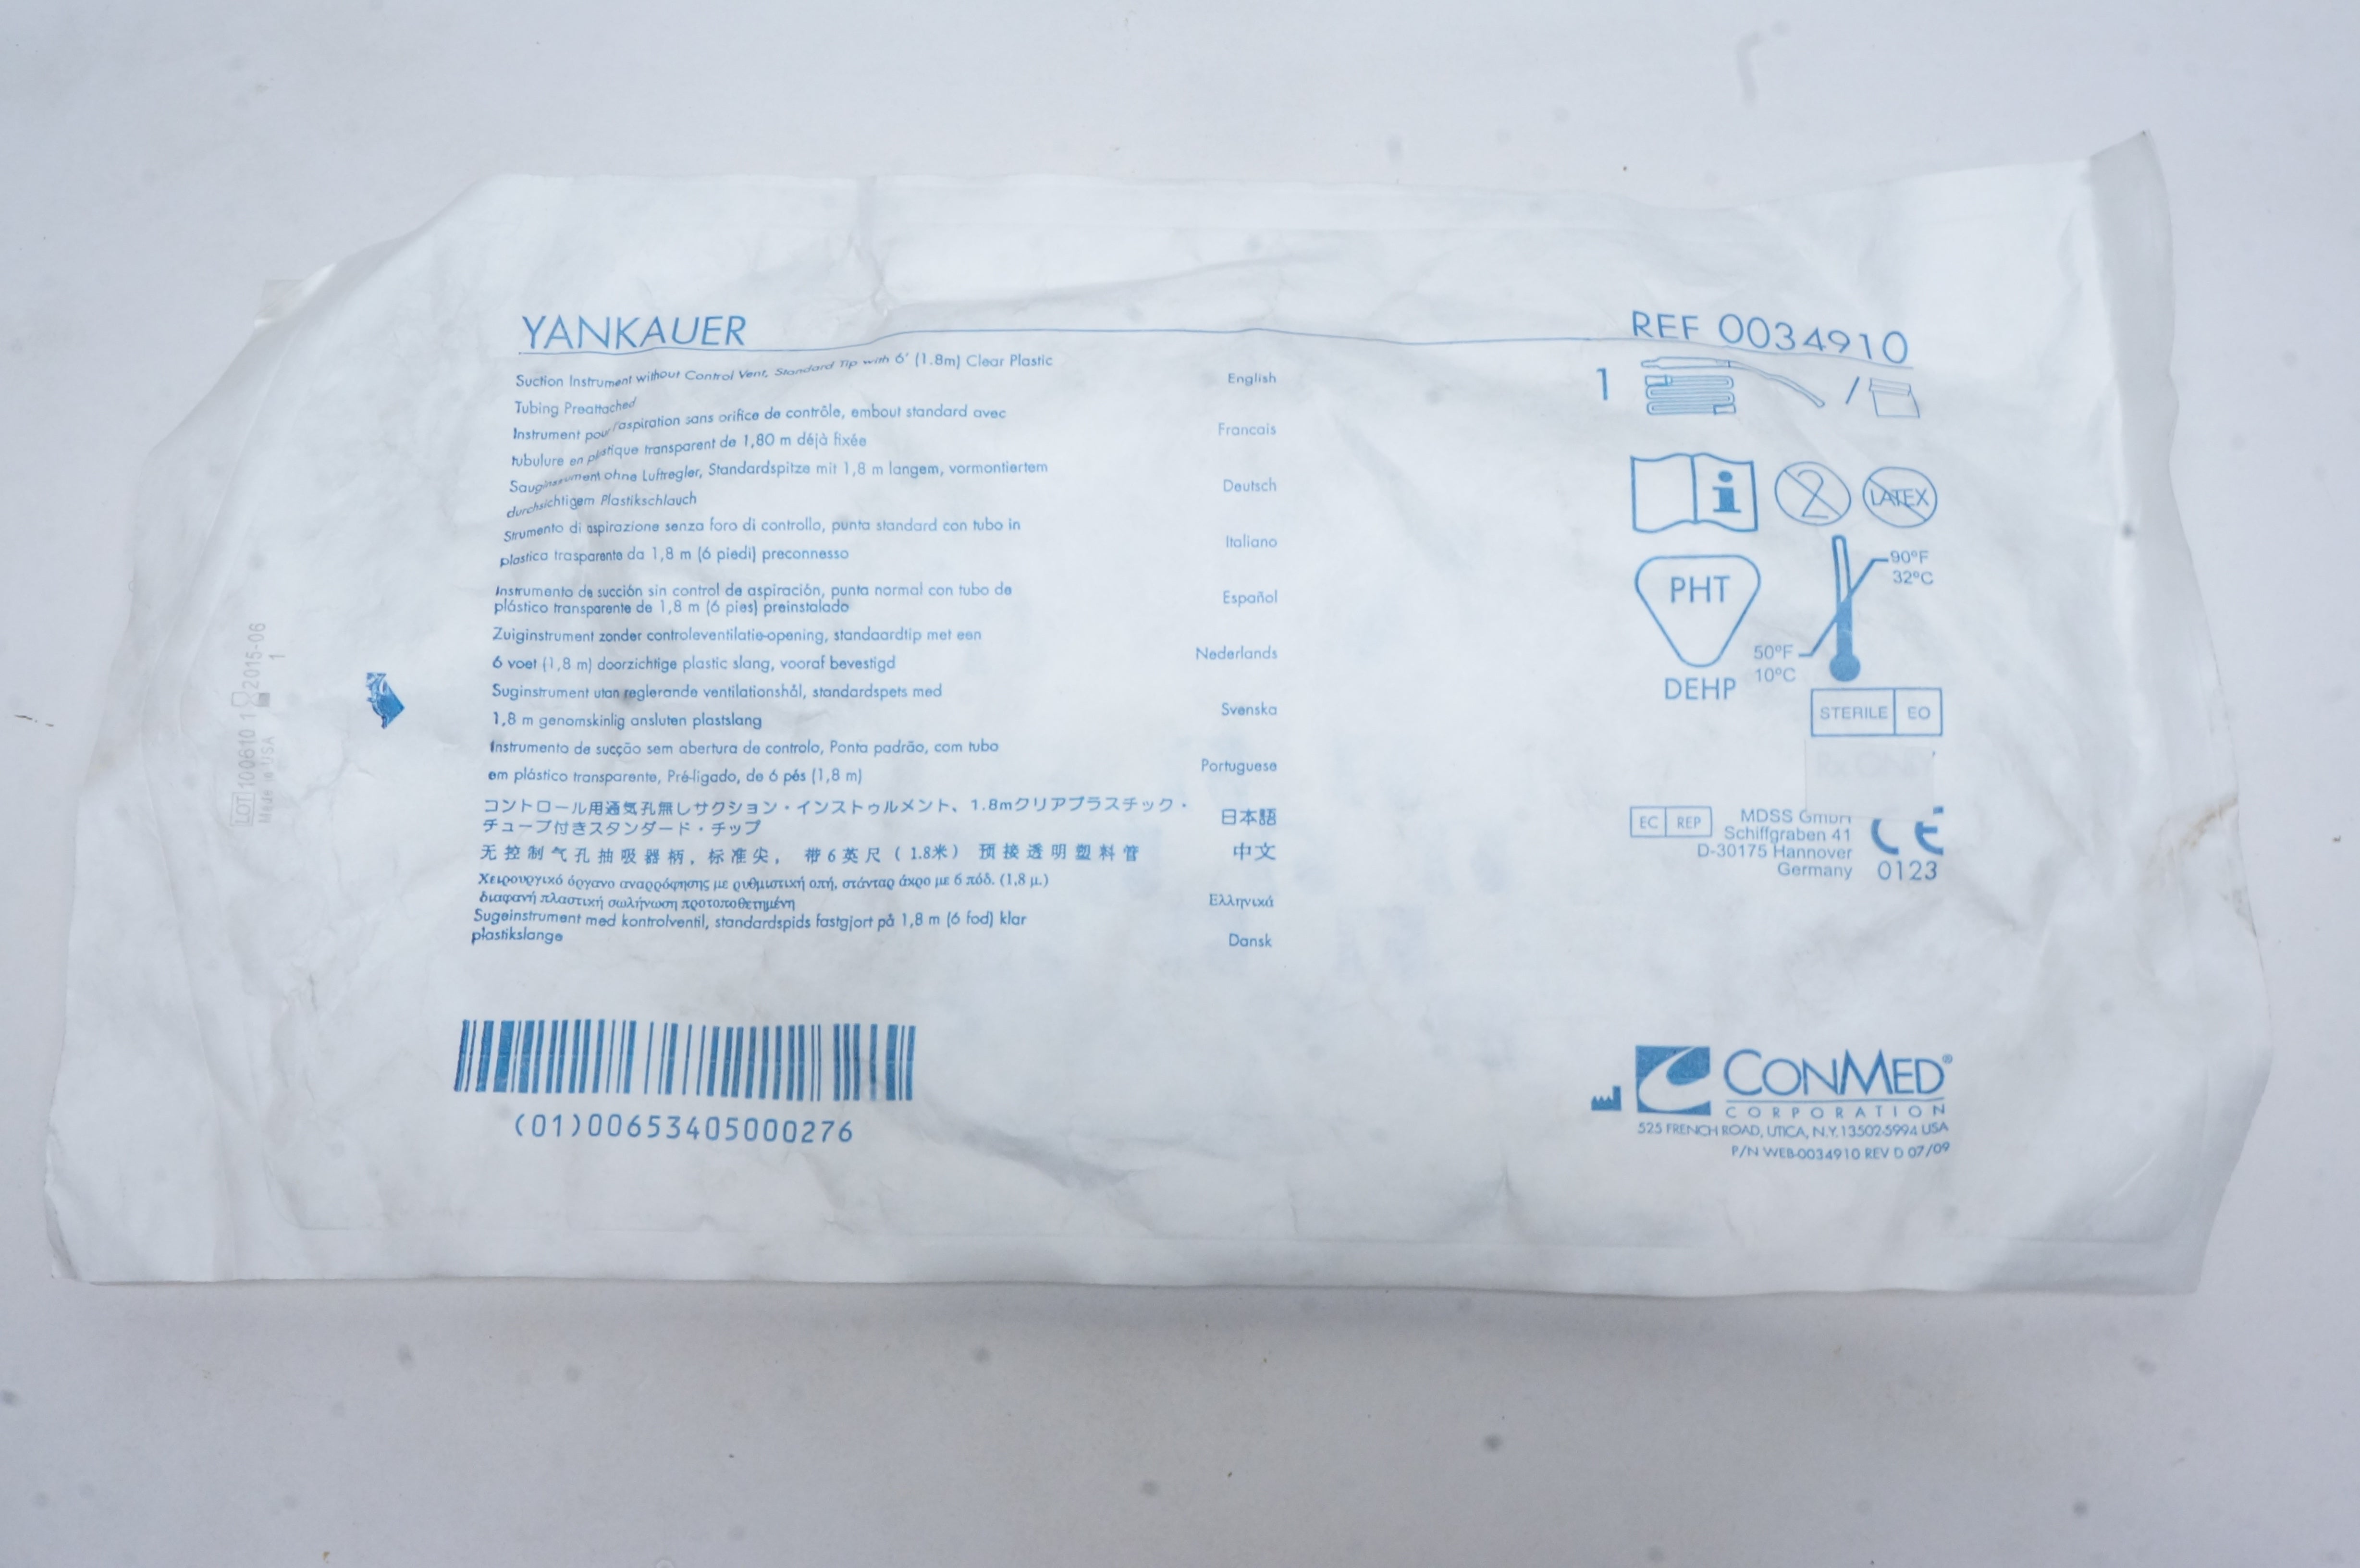 YANKAUER
Suction Instrument without Control Vent, Standard Tip with 6' (1.8m) Clear Plastic
Tubing Preattached
English
Instrument pour l'aspiration sans orifice de contrôle, embout standard avec
tubulure en plastique transparent de 1,80 m déjà fixée
Francais
Sauginstrument ohne Luftregler, Standardspitze mit 1,8 m langem, vormontiertem
durchsichtigem Plastikschlauch
Deutsch
Strumento di aspirazione senza foro di controllo, punta standard con tubo in
plastica trasparente da 1,8 m (6 piedi) preconnesso
Italiano
Instrumento de succión sin control de aspiración, punta normal con tubo de
plástico transparente de 1,8 m (6 pies) preinstalado
Español
Zuiginstrument zonder controleventilatie-opening, standaardtip met een
6 voet (1,8 m) doorzichtige plastic slang, vooraf bevestigd
Nederlands
Suginstrument utan reglerande ventilationshål, standardspets med
1,8 m genomskinlig ansluten plastslang
Svenska
Instrumento de sucção sem abertura de controlo, Ponta padrão, com tubo
em plástico transparente, Pré-ligado, de 6 pés (1,8 m)
Portuguese
コントロール用通気孔無しサクション・インストゥルメント、1.8mクリアプラスチック・
チューブ付きスタンダード・チップ
日本語
无控制气孔抽吸器柄，标准尖， 带6英尺（1.8米） 预接透明塑料管
中文
Χειρουργικό όργανο αναρρόφησης με ρυθμιστική οπή, στάνταρ άκρο με 6 πόδ. (1,8 μ.)
διαφανή πλαστική σωλήνωση προτοποθετημένη
Ελληνικά
Sugeinstrument med kontrolventil, standardspids fastgjort på 1,8 m (6 fod) klar
plastikslange
Dansk
(01)00653405000276
REF 0034910
1 /
i 2 LATEX
PHT
DEHP
90°F
32°C
50°F
10°C
STERILE EO
EC REP
MDSS GmbH
Schiffgraben 41
D-30175 Hannover
Germany
CE
0123
CONMED®
CORPORATION
525 FRENCH ROAD, UTICA, N.Y. 13502-5994 USA
P/N WEB-0034910 REV D 07/09
LOT 100610 1 2015-06
Made in USA 1